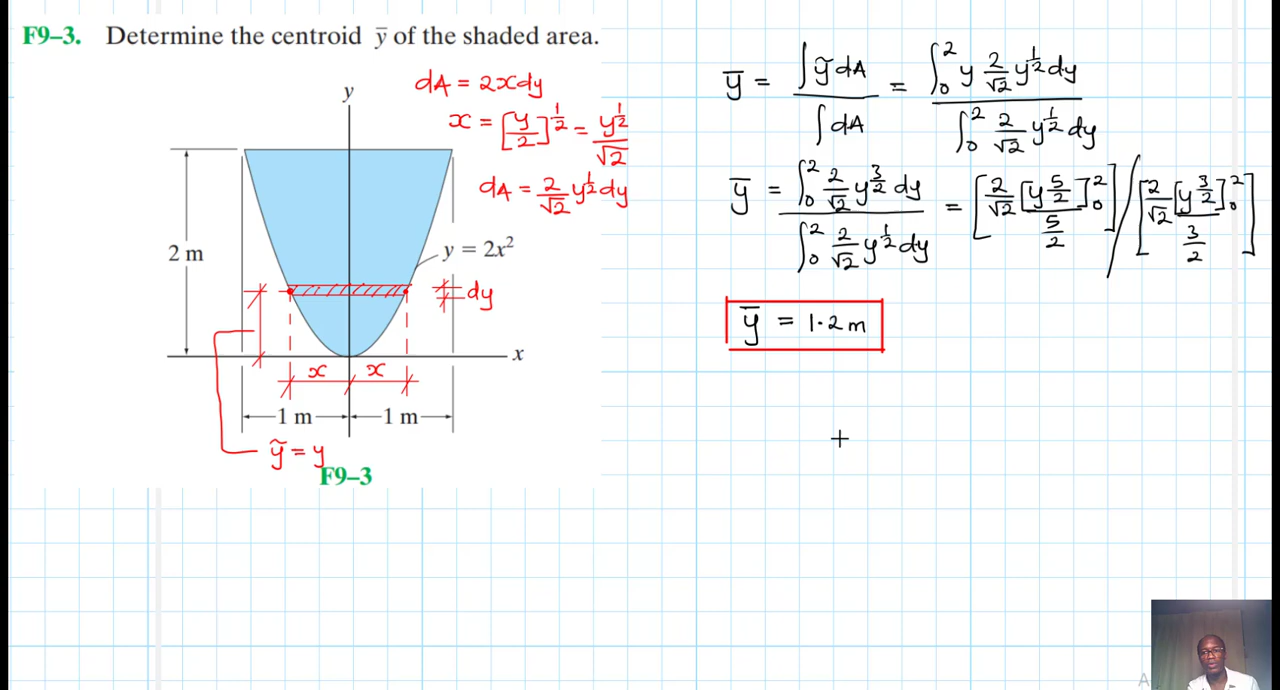 F9–3. Determine the centroid ȳ of the shaded area.
dA = 2xdy
x = [y/2]^1/2 = y^1/2/√2
dA = 2/√2 y^1/2 dy
y
2 m
y = 2x²
dy
x
x x
1 m 1 m
ỹ = y
F9–3
ȳ = ∫ỹdA / ∫dA = ∫₀² y 2/√2 y^1/2 dy / ∫₀² 2/√2 y^1/2 dy
ȳ = ∫₀² 2/√2 y^3/2 dy / ∫₀² 2/√2 y^1/2 dy = [2/√2 [y^5/2 / 5/2]₀²] / [2/√2 [y^3/2 / 3/2]₀²]
ȳ = 1.2 m